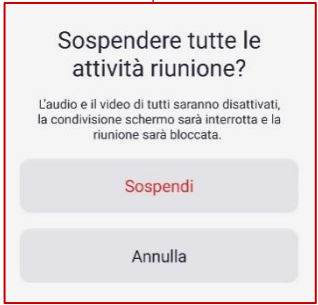 Sospendere tutte le
attività riunione?
L'audio e il video di tutti saranno disattivati,
la condivisione schermo sarà interrotta e la
riunione sarà bloccata.
Sospendi
Annulla